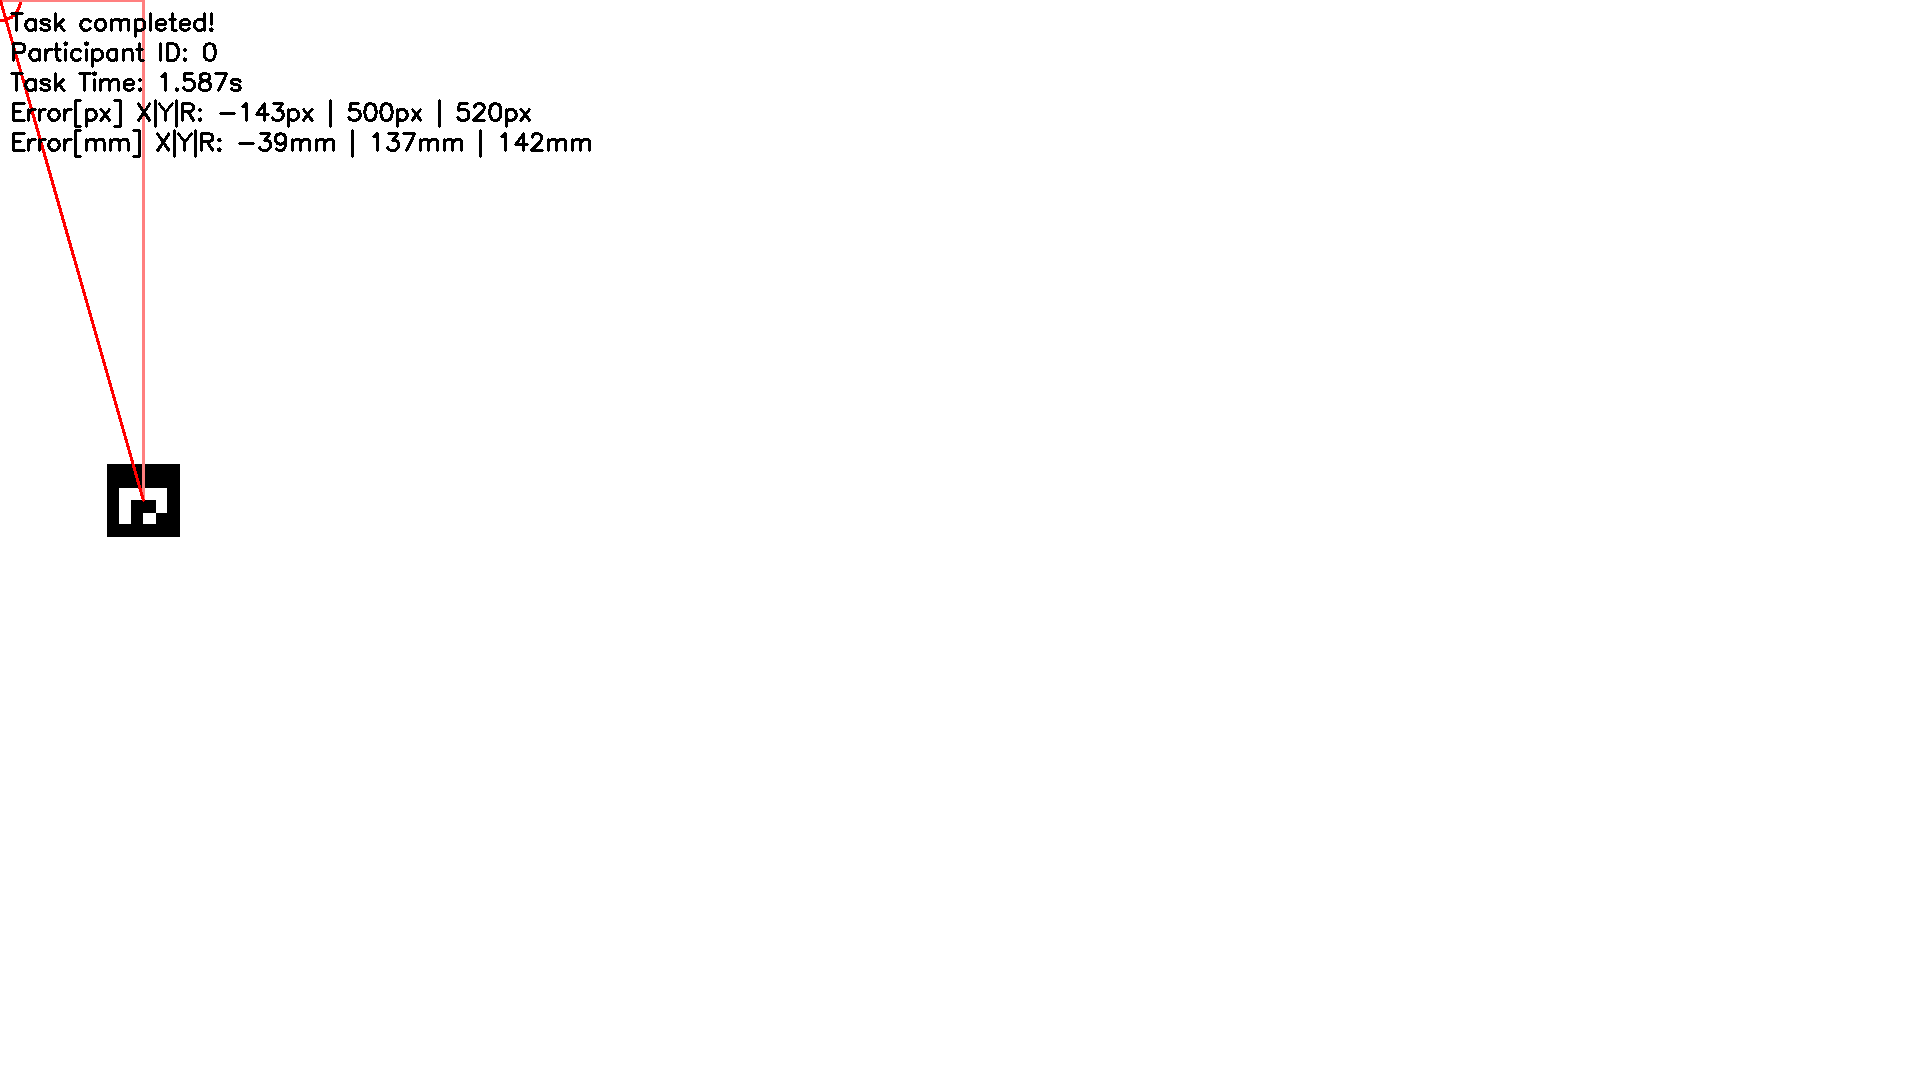 Task completed!
Participant ID: 0
Task Time: 1.587s
Error[px] X|Y|R: -143px | 500px | 520px
Error[mm] X|Y|R: -39mm | 137mm | 142mm